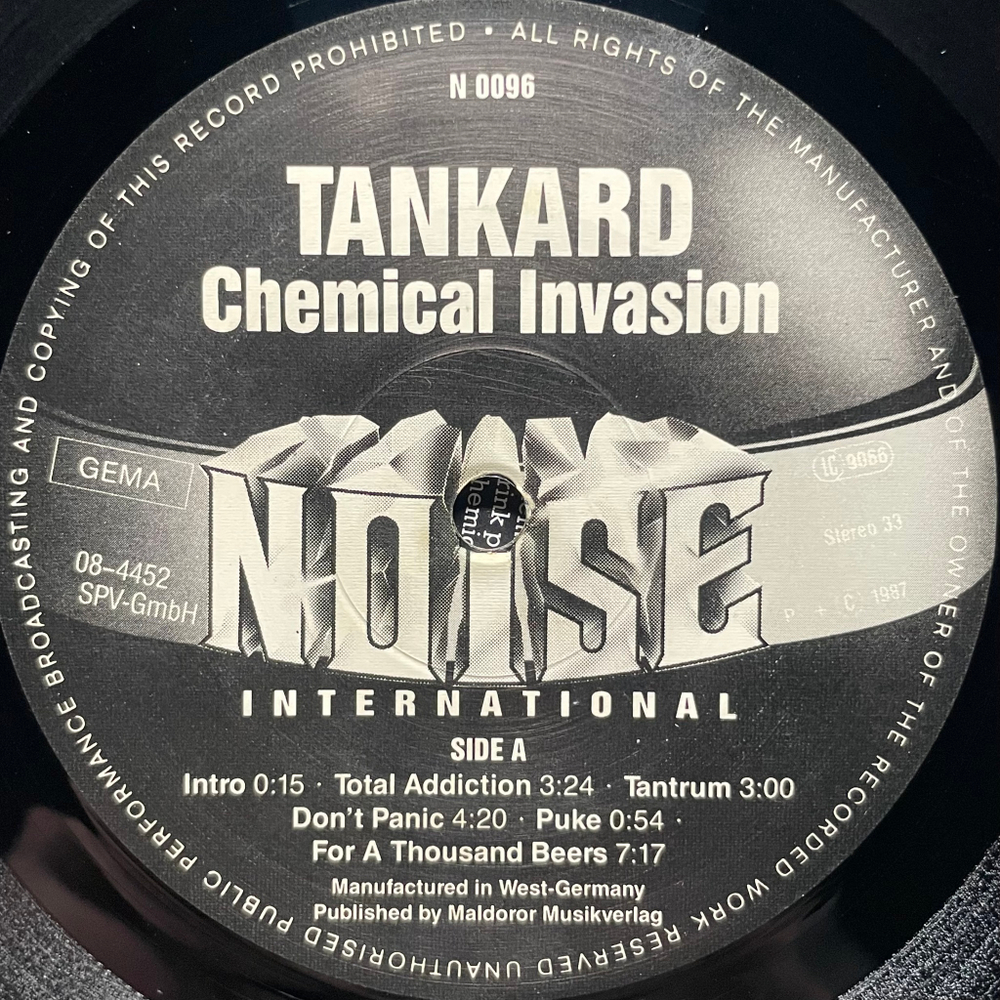 ALL RIGHTS OF THE MANUFACTURER AND OF THE OWNER OF THE RECORDED WORK RESERVED UNAUTHORISED PUBLIC PERFORMANCE BROADCASTING AND COPYING OF THIS RECORD PROHIBITED •
N 0096
TANKARD
Chemical Invasion
GEMA
LC 9066
NOISE
Stereo 33
08-4452
SPV-GmbH
P + C 1987
INTERNATIONAL
SIDE A
Intro 0:15 · Total Addiction 3:24 · Tantrum 3:00
Don't Panic 4:20 · Puke 0:54 ·
For A Thousand Beers 7:17
Manufactured in West-Germany
Published by Maldoror Musikverlag